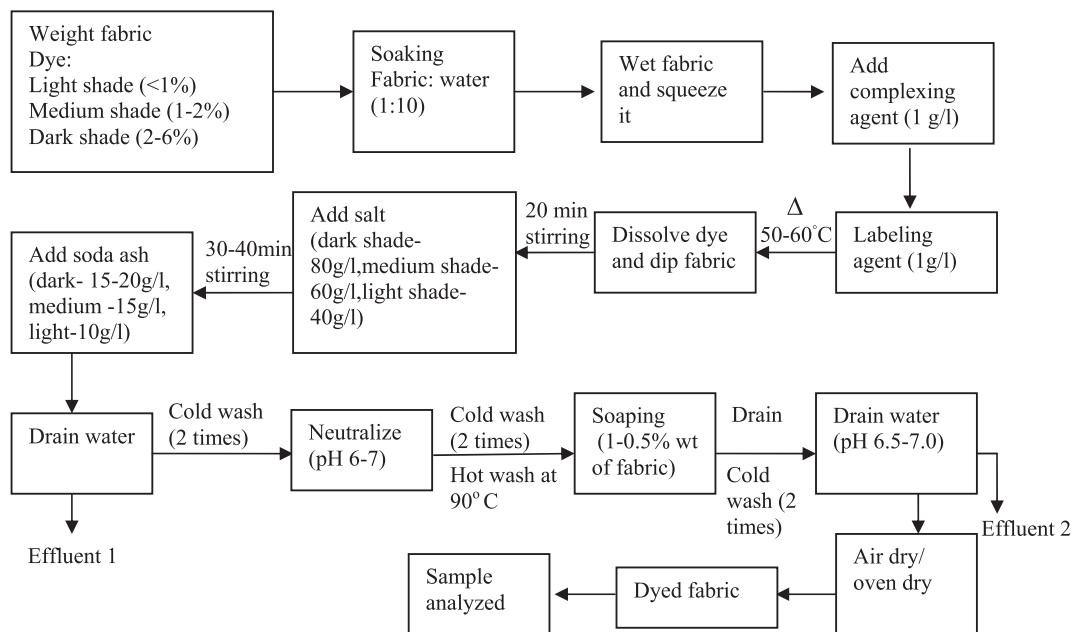 Weight fabric
Dye:
Light shade (<1%)
Medium shade (1-2%)
Dark shade (2-6%)
Soaking
Fabric: water
(1:10)
Wet fabric
and squeeze
it
Add
complexing
agent (1 g/l)
Labeling
agent (1g/l)
Δ
50-60°C
Dissolve dye
and dip fabric
20 min
stirring
Add salt
(dark shade-
80g/l,medium shade-
60g/l,light shade-
40g/l)
30-40min
stirring
Add soda ash
(dark- 15-20g/l,
medium -15g/l,
light-10g/l)
Drain water
Effluent 1
Cold wash
(2 times)
Neutralize
(pH 6-7)
Cold wash
(2 times)
Hot wash at
90°C
Soaping
(1-0.5% wt
of fabric)
Drain
Cold
wash (2
times)
Drain water
(pH 6.5-7.0)
Effluent 2
Air dry/
oven dry
Dyed fabric
Sample
analyzed